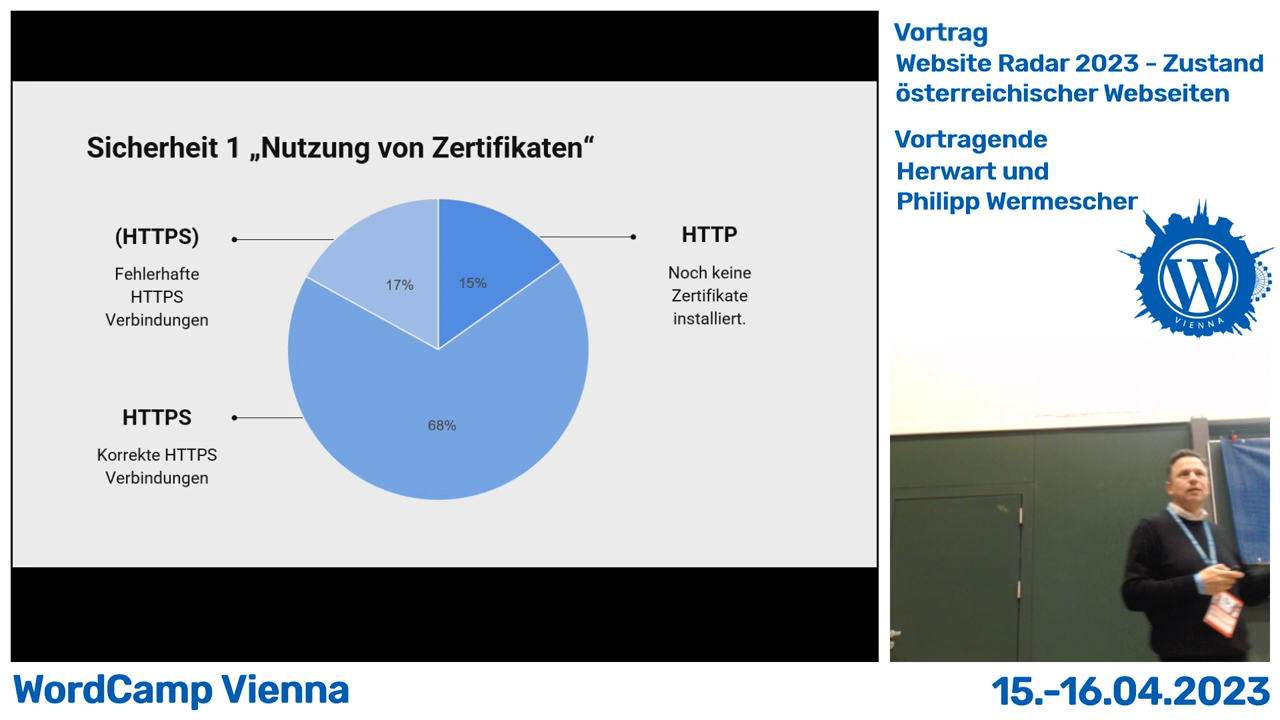 Sicherheit 1 „Nutzung von Zertifikaten“
(HTTPS)
Fehlerhafte
HTTPS
Verbindungen
17%
15%
HTTP
Noch keine
Zertifikate
installiert.
HTTPS
Korrekte HTTPS
Verbindungen
68%
Vortrag
Website Radar 2023 - Zustand
österreichischer Webseiten
Vortragende
Herwart und
Philipp Wermescher
W
VIENNA
WordCamp Vienna
15.-16.04.2023